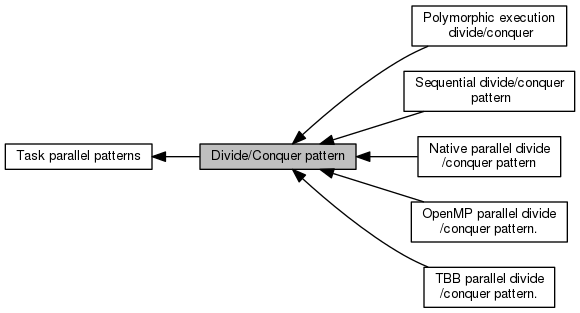 Polymorphic execution
divide/conquer
Sequential divide/conquer
pattern
Task parallel patterns
Divide/Conquer pattern
Native parallel divide
/conquer pattern
OpenMP parallel divide
/conquer pattern.
TBB parallel divide
/conquer pattern.